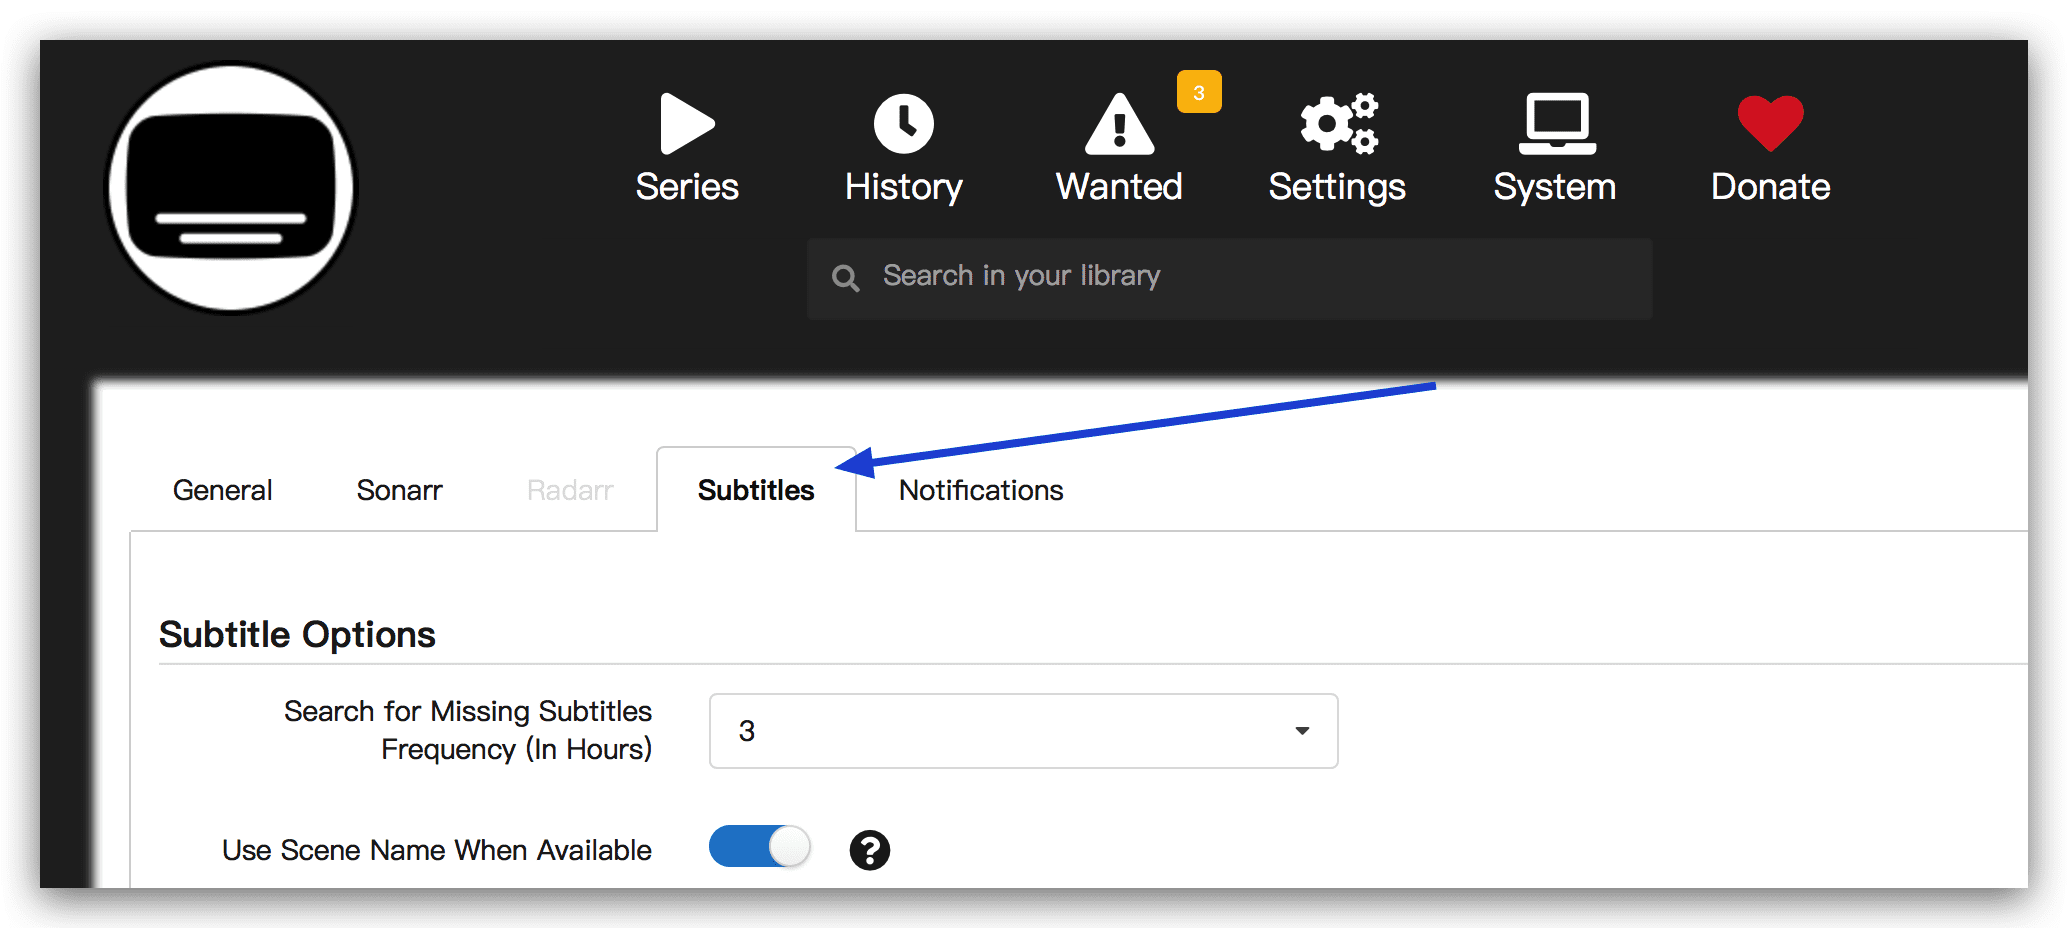 3
Series History Wanted Settings System Donate
Search in your library
General Sonarr Radarr Subtitles Notifications
Subtitle Options
Search for Missing Subtitles
Frequency (In Hours)
3
Use Scene Name When Available